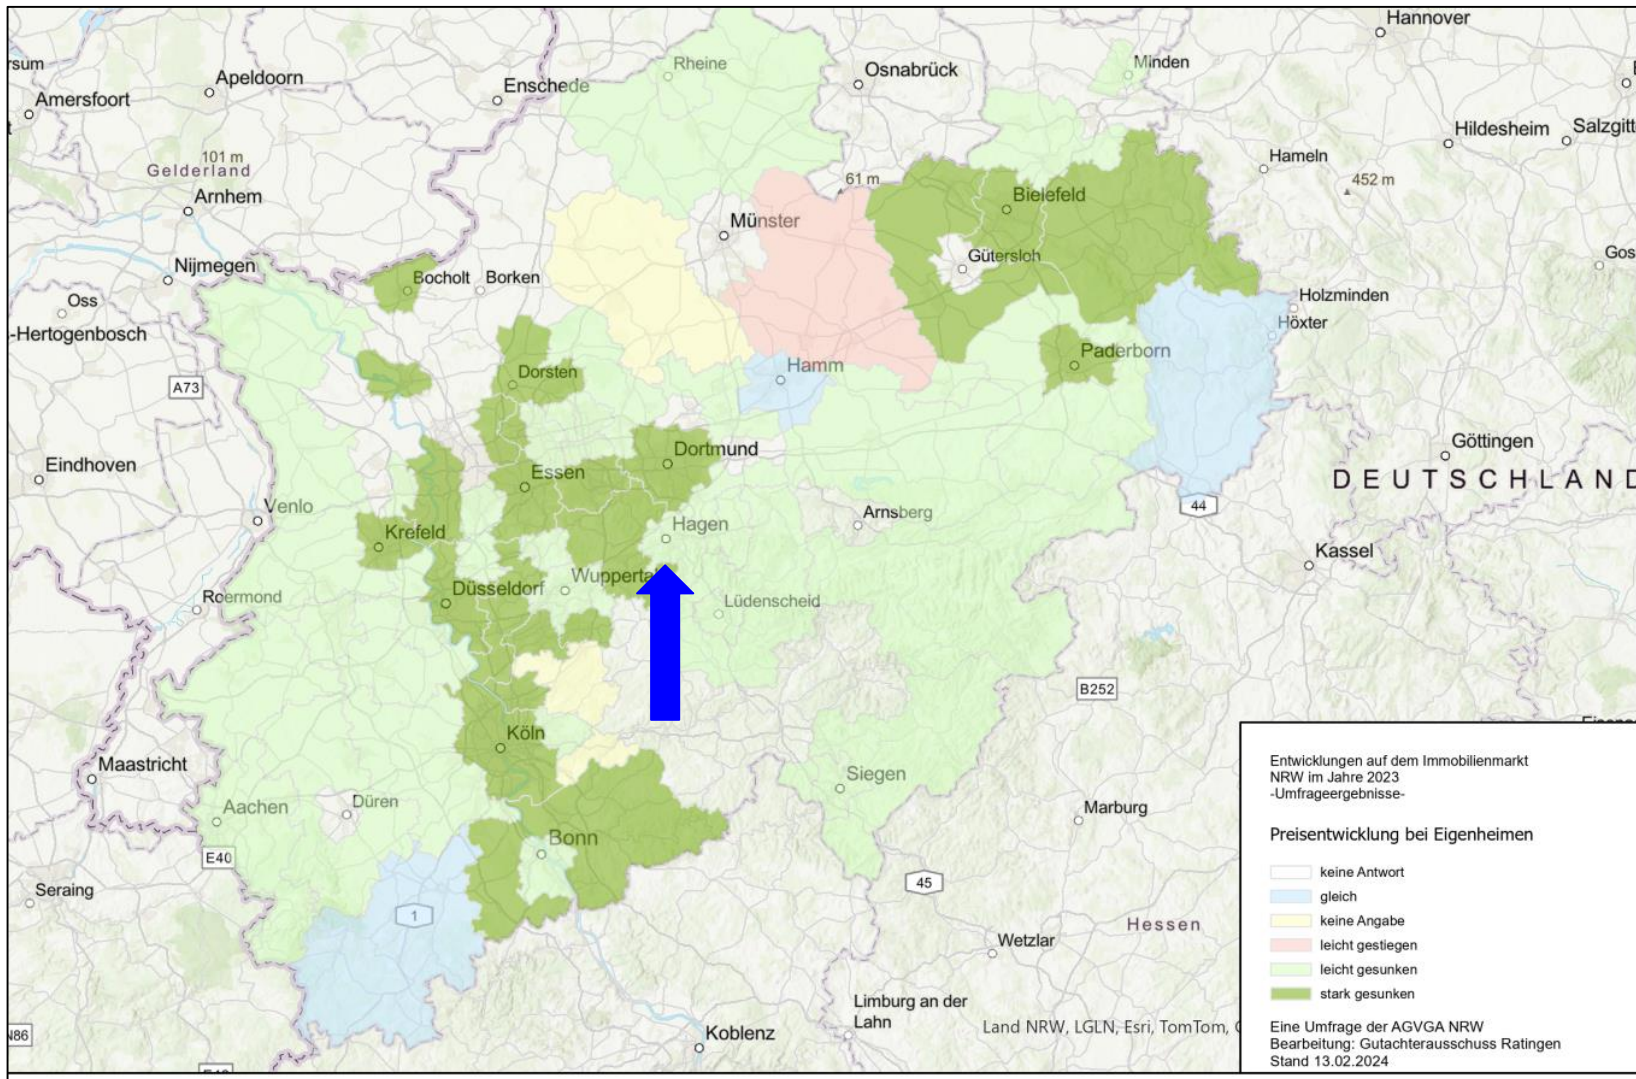 Hannover
Rheine
Minden
Osnabrück
Apeldoorn
Enschede
Amersfoort
Hildesheim
Salzgitt
101 m
Gelderland
Hameln
61 m
452 m
Bielefeld
Arnhem
Münster
Gütersloh
Nijmegen
Bocholt
Borken
Oss
Holzminden
-Hertogenbosch
Höxter
Paderborn
A73
Dorsten
Hamm
Dortmund
Göttingen
Eindhoven
Essen
DEUTSCHLAND
Venlo
Arnsberg
44
Hagen
Krefeld
Kassel
Düsseldorf
Wuppertal
Roermond
Lüdenscheid
B252
Köln
Maastricht
Siegen
Aachen
Düren
Marburg
Bonn
E40
Seraing
45
1
Hessen
Wetzlar
Limburg an der
Lahn
Koblenz
Land NRW, LGLN, Esri, TomTom,
Entwicklungen auf dem Immobilienmarkt
NRW im Jahre 2023
-Umfrageergebnisse-
Preisentwicklung bei Eigenheimen
keine Antwort
gleich
keine Angabe
leicht gestiegen
leicht gesunken
stark gesunken
Eine Umfrage der AGVGA NRW
Bearbeitung: Gutachterausschuss Ratingen
Stand 13.02.2024